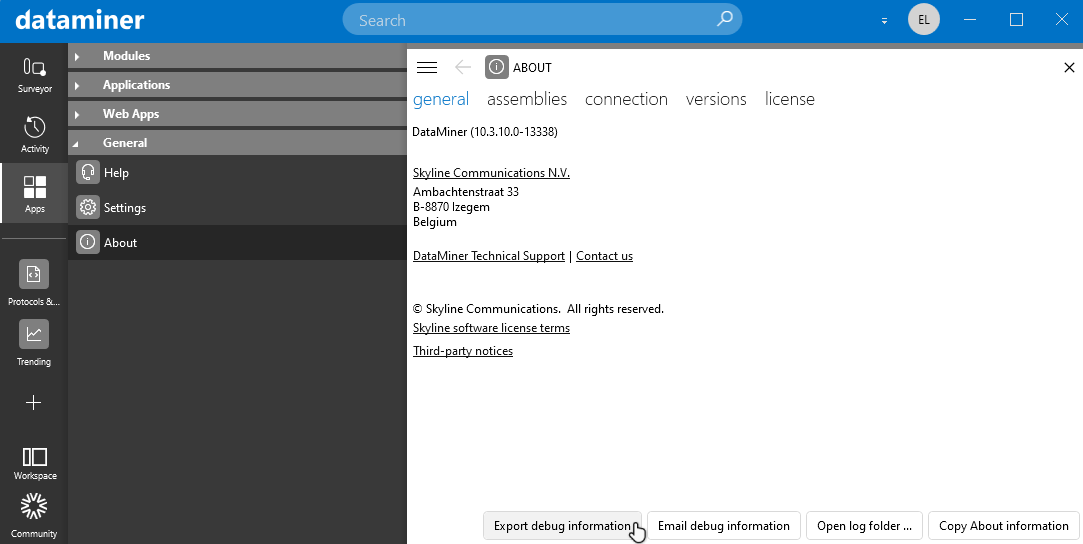 dataminer
Search
EL
Surveyor
Activity
Apps
Protocols &...
Trending
Workspace
Community
Modules
Applications
Web Apps
General
Help
Settings
About
ABOUT
general assemblies connection versions license
DataMiner (10.3.10.0-13338)
Skyline Communications N.V.
Ambachtenstraat 33
B-8870 Izegem
Belgium
DataMiner Technical Support | Contact us
© Skyline Communications. All rights reserved.
Skyline software license terms
Third-party notices
Export debug information Email debug information Open log folder ... Copy About information